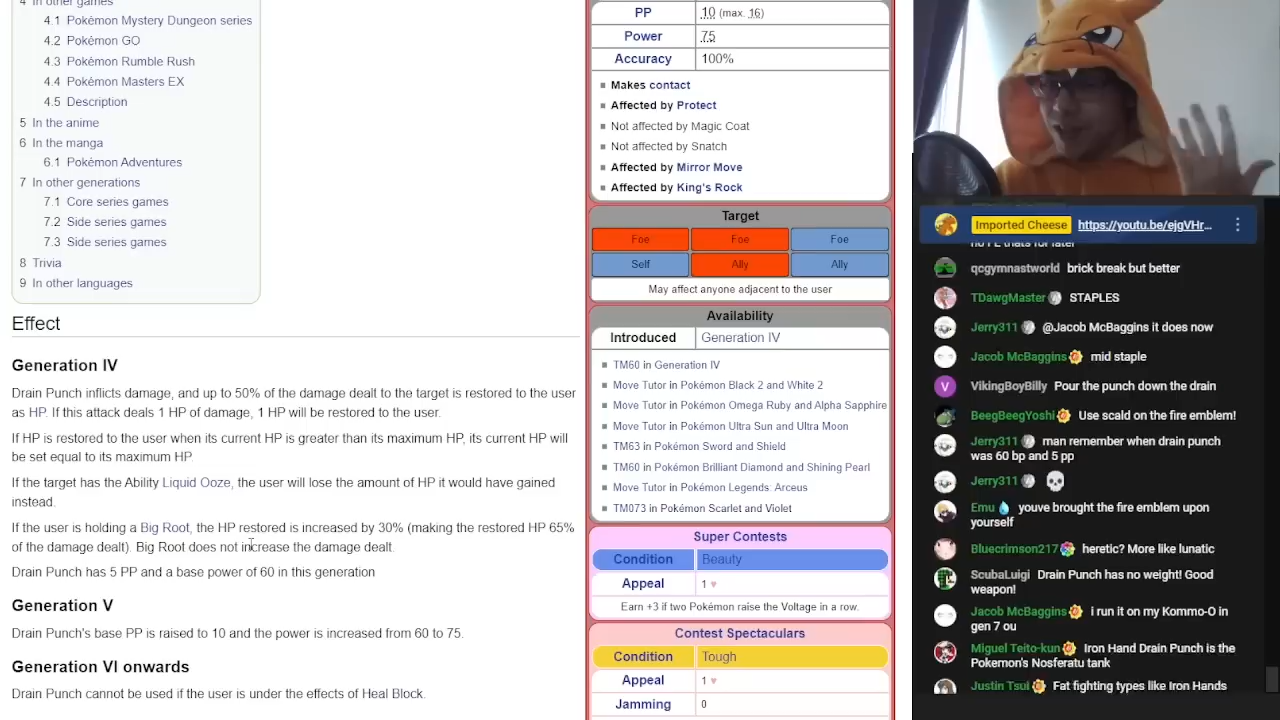 4 In other games
4.1 Pokémon Mystery Dungeon series
4.2 Pokémon GO
4.3 Pokémon Rumble Rush
4.4 Pokémon Masters EX
4.5 Description
5 In the anime
6 In the manga
6.1 Pokémon Adventures
7 In other generations
7.1 Core series games
7.2 Side series games
7.3 Side series games
8 Trivia
9 In other languages
Effect
Generation IV
Drain Punch inflicts damage, and up to 50% of the damage dealt to the target is restored to the user
as HP. If this attack deals 1 HP of damage, 1 HP will be restored to the user.
If HP is restored to the user when its current HP is greater than its maximum HP, its current HP will
be set equal to its maximum HP.
If the target has the Ability Liquid Ooze, the user will lose the amount of HP it would have gained
instead.
If the user is holding a Big Root, the HP restored is increased by 30% (making the restored HP 65%
of the damage dealt). Big Root does not increase the damage dealt.
Drain Punch has 5 PP and a base power of 60 in this generation
Generation V
Drain Punch's base PP is raised to 10 and the power is increased from 60 to 75.
Generation VI onwards
Drain Punch cannot be used if the user is under the effects of Heal Block.
PP 10 (max. 16)
Power 75
Accuracy 100%
Makes contact
Affected by Protect
Not affected by Magic Coat
Not affected by Snatch
Affected by Mirror Move
Affected by King's Rock
Target
Foe Foe Foe
Self Ally Ally
May affect anyone adjacent to the user
Availability
Introduced Generation IV
TM60 in Generation IV
Move Tutor in Pokémon Black 2 and White 2
Move Tutor in Pokémon Omega Ruby and Alpha Sapphire
Move Tutor in Pokémon Ultra Sun and Ultra Moon
TM63 in Pokémon Sword and Shield
TM60 in Pokémon Brilliant Diamond and Shining Pearl
Move Tutor in Pokémon Legends: Arceus
TM073 in Pokémon Scarlet and Violet
Super Contests
Condition Beauty
Appeal 1 ♥
Earn +3 if two Pokémon raise the Voltage in a row.
Contest Spectaculars
Condition Tough
Appeal 1 ♥
Jamming 0
Imported Cheese https://youtu.be/ejgVHr...
no FE thats for later
qcgymnastworld brick break but better
TDawgMaster STAPLES
Jerry311 @Jacob McBaggins it does now
Jacob McBaggins mid staple
V VikingBoyBilly Pour the punch down the drain
BeegBeegYoshi Use scald on the fire emblem!
Jerry311 man remember when drain punch
was 60 bp and 5 pp
Jerry311 💀
Emu youve brought the fire emblem upon
yourself
Bluecrimson217 heretic? More like lunatic
ScubaLuigi Drain Punch has no weight! Good
weapon!
Jacob McBaggins i run it on my Kommo-O in
gen 7 ou
Miguel Teito-kun Iron Hand Drain Punch is the
Pokemon's Nosferatu tank
Justin Tsui Fat fighting types like Iron Hands